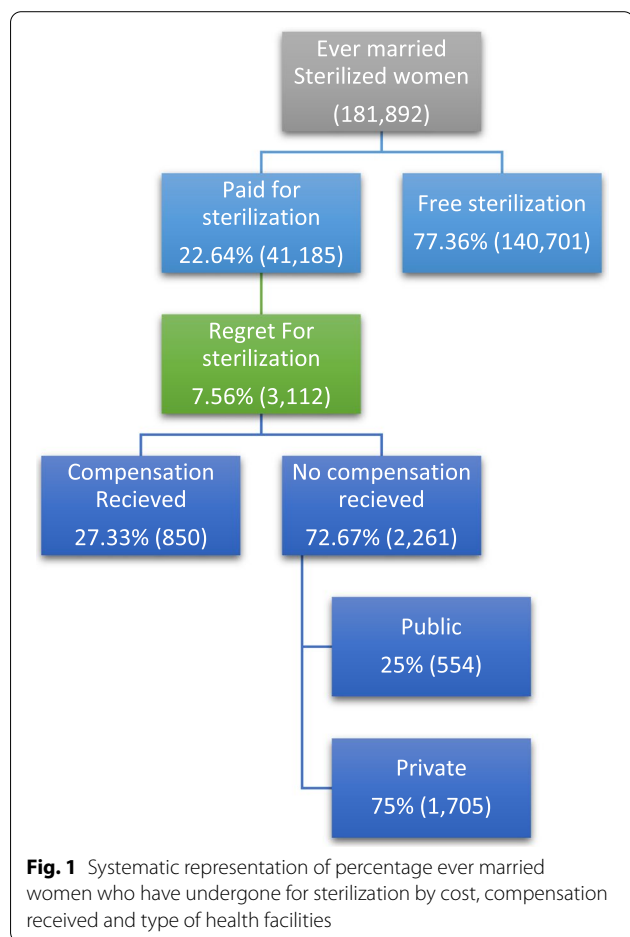 Ever married
Sterilized women
(181,892)
Paid for
sterilization
22.64% (41,185)
Free sterilization
77.36% (140,701)
Regret For
sterilization
7.56% (3,112)
Compensation
Recieved
27.33% (850)
No compensation
recieved
72.67% (2,261)
Public
25% (554)
Private
75% (1,705)
Fig. 1 Systematic representation of percentage ever married
women who have undergone for sterilization by cost, compensation
received and type of health facilities